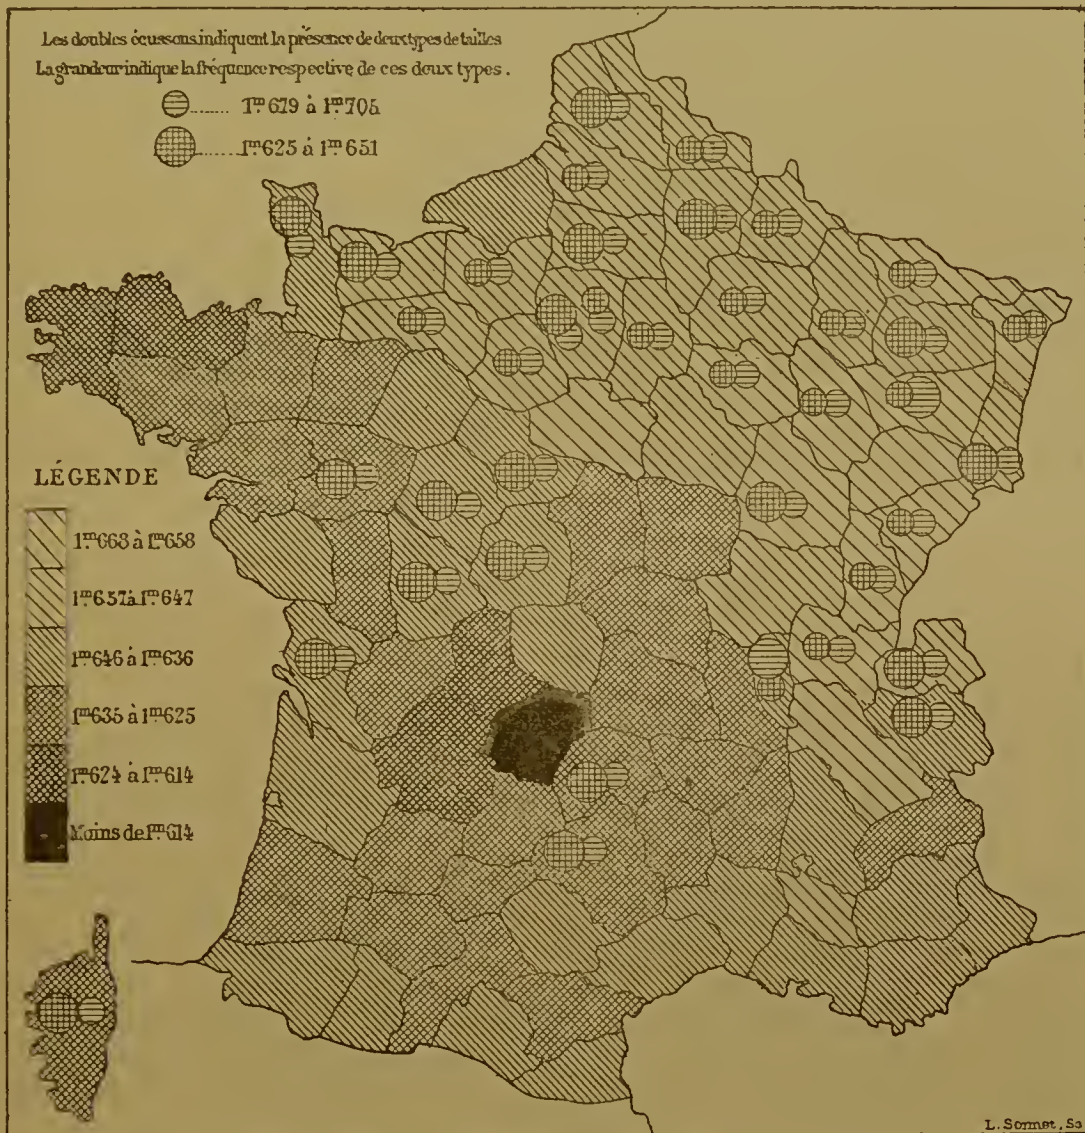 Les doubles écussons indiquent la présence de deux types de tailles
La grandeur indique la fréquence respective de ces deux types.
1m679 à 1m705
1m625 à 1m651
LÉGENDE
1m668 à 1m658
1m657 à 1m647
1m646 à 1m636
1m635 à 1m625
1m624 à 1m614
Moins de 1m614
L. Sonnet, Sc